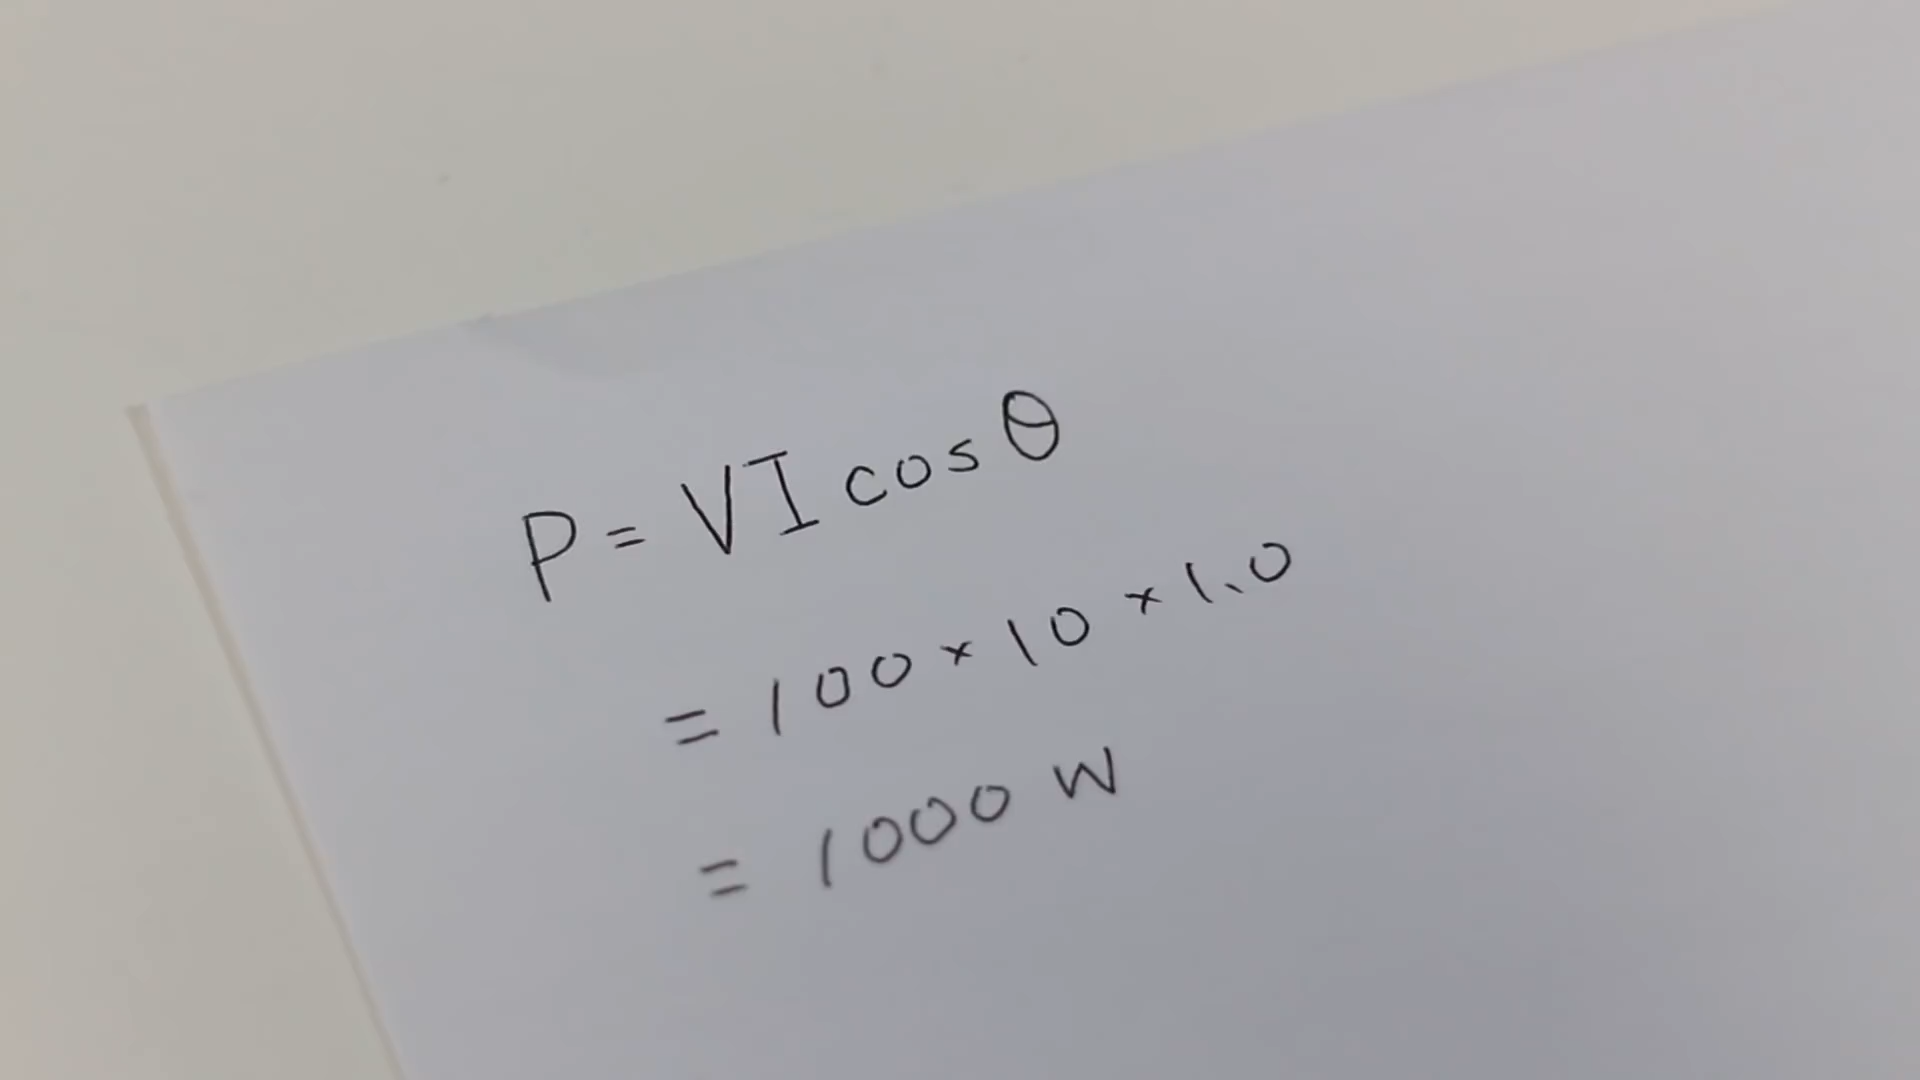 P = VI cos θ
= 100 × 10 × 1.0
= 1000 W